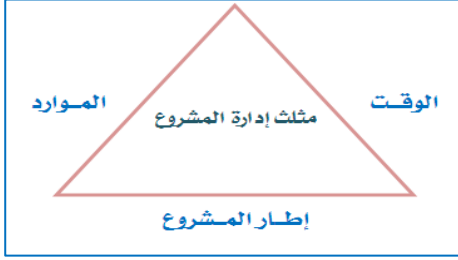 الموارد
الوقت
مثلث إدارة المشروع
إطار المشروع